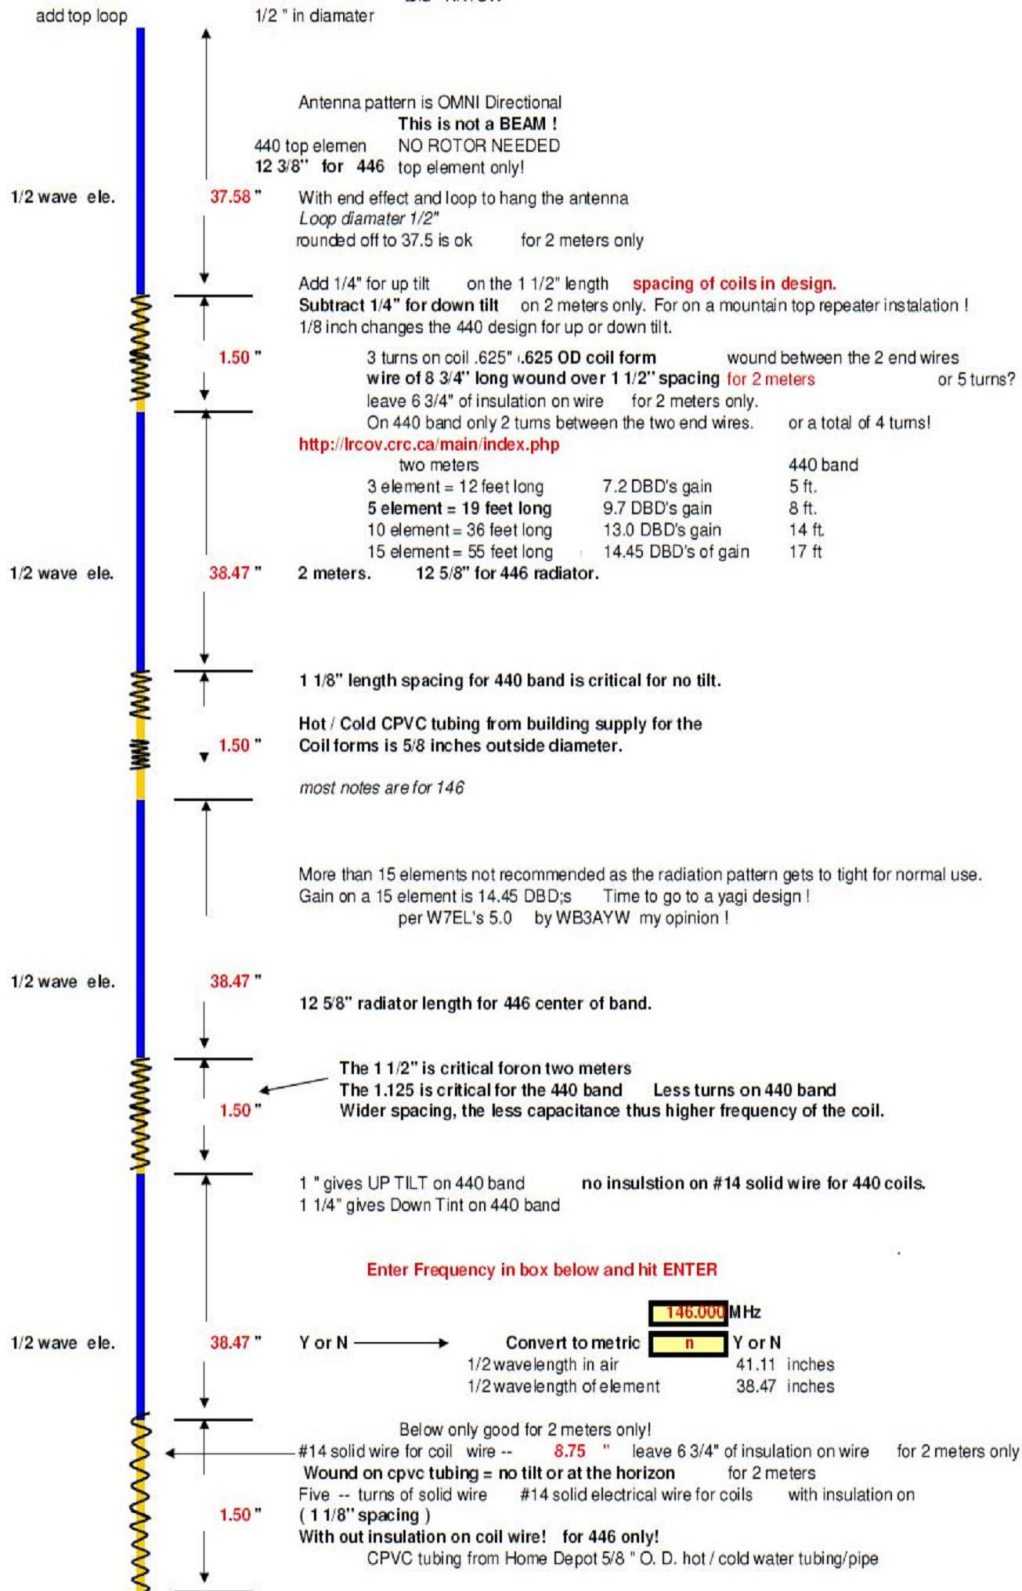 add top loop 1/2 " in diamater
Antenna pattern is OMNI Directional
This is not a BEAM !
440 top elemen NO ROTOR NEEDED
12 3/8" for 446 top element only!
1/2 wave ele. 37.58 " With end effect and loop to hang the antenna
Loop diamater 1/2"
rounded off to 37.5 is ok for 2 meters only
Add 1/4" for up tilt on the 1 1/2" length spacing of coils in design.
Subtract 1/4" for down tilt on 2 meters only. For on a mountain top repeater instalation !
1/8 inch changes the 440 design for up or down tilt.
1.50 " 3 turns on coil .625" .625 OD coil form wound between the 2 end wires
wire of 8 3/4" long wound over 1 1/2" spacing for 2 meters or 5 turns?
leave 6 3/4" of insulation on wire for 2 meters only.
On 440 band only 2 turns between the two end wires. or a total of 4 turns!
http://lrcov.crc.ca/main/index.php
two meters 440 band
3 element = 12 feet long 7.2 DBD's gain 5 ft.
5 element = 19 feet long 9.7 DBD's gain 8 ft.
10 element = 36 feet long 13.0 DBD's gain 14 ft.
15 element = 55 feet long 14.45 DBD's of gain 17 ft
1/2 wave ele. 38.47 " 2 meters. 12 5/8" for 446 radiator.
1 1/8" length spacing for 440 band is critical for no tilt.
Hot / Cold CPVC tubing from building supply for the
1.50 " Coil forms is 5/8 inches outside diameter.
most notes are for 146
More than 15 elements not recommended as the radiation pattern gets to tight for normal use.
Gain on a 15 element is 14.45 DBD;s Time to go to a yagi design !
per W7EL's 5.0 by WB3AYW my opinion !
1/2 wave ele. 38.47 "
12 5/8" radiator length for 446 center of band.
The 1 1/2" is critical foron two meters
The 1.125 is critical for the 440 band Less turns on 440 band
1.50 " Wider spacing, the less capacitance thus higher frequency of the coil.
1 " gives UP TILT on 440 band no insulstion on #14 solid wire for 440 coils.
1 1/4" gives Down Tint on 440 band
Enter Frequency in box below and hit ENTER
146.000 MHz
1/2 wave ele. 38.47 " Y or N Convert to metric n Y or N
1/2 wavelength in air 41.11 inches
1/2 wavelength of element 38.47 inches
Below only good for 2 meters only!
#14 solid wire for coil wire -- 8.75 " leave 6 3/4" of insulation on wire for 2 meters only
Wound on cpvc tubing = no tilt or at the horizon for 2 meters
Five -- turns of solid wire #14 solid electrical wire for coils with insulation on
1.50 " ( 1 1/8" spacing )
With out insulation on coil wire! for 446 only!
CPVC tubing from Home Depot 5/8 " O. D. hot / cold water tubing/pipe